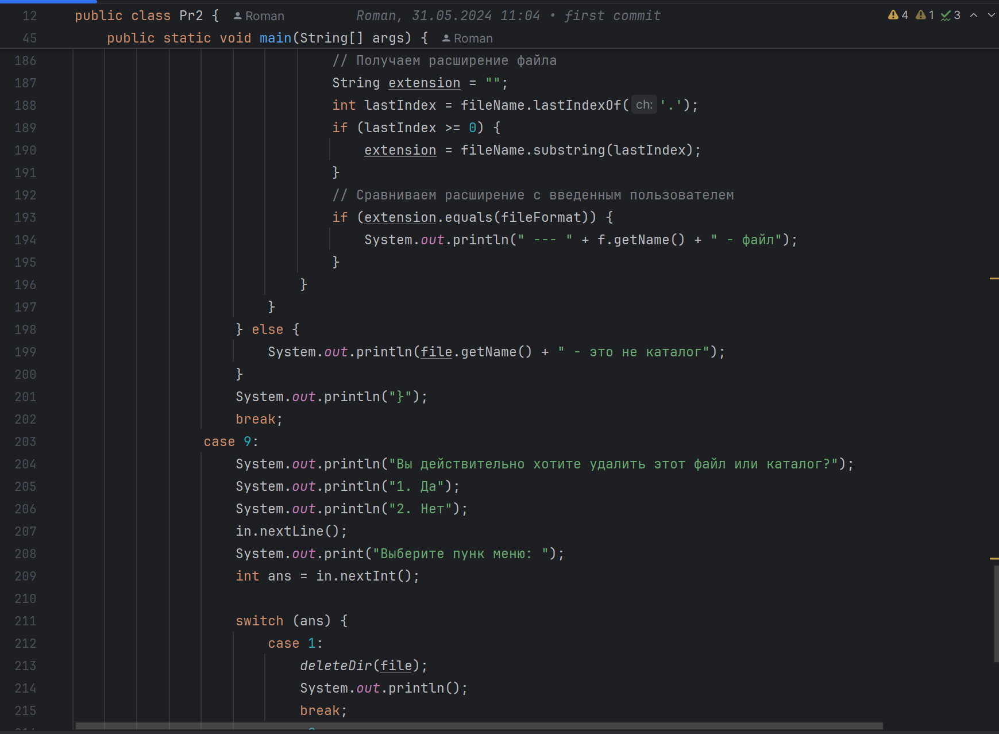 12 public class Pr2 { Roman Roman, 31.05.2024 11:04 • first commit 4 1 3
45 public static void main(String[] args) { Roman
186 // Получаем расширение файла
187 String extension = "";
188 int lastIndex = fileName.lastIndexOf( ch: '.');
189 if (lastIndex >= 0) {
190 extension = fileName.substring(lastIndex);
191 }
192 // Сравниваем расширение с введенным пользователем
193 if (extension.equals(fileFormat)) {
194 System.out.println(" --- " + f.getName() + " - файл");
195 }
196 }
197 }
198 } else {
199 System.out.println(file.getName() + " - это не каталог");
200 }
201 System.out.println("}");
202 break;
203 case 9:
204 System.out.println("Вы действительно хотите удалить этот файл или каталог?");
205 System.out.println("1. Да");
206 System.out.println("2. Нет");
207 in.nextLine();
208 System.out.print("Выберите пунк меню: ");
209 int ans = in.nextInt();
210
211 switch (ans) {
212 case 1:
213 deleteDir(file);
214 System.out.println();
215 break;